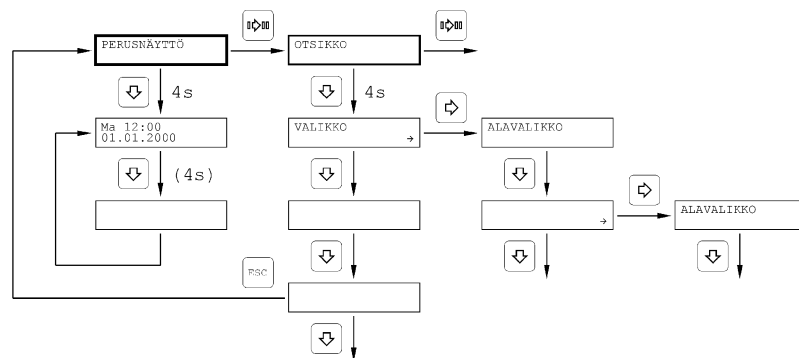 PERUSNÄYTTÖ
OTSIKKO
4s
4s
Ma 12:00
01.01.2000
VALIKKO
→
ALAVALIKKO
(4s)
→
ALAVALIKKO
ESC